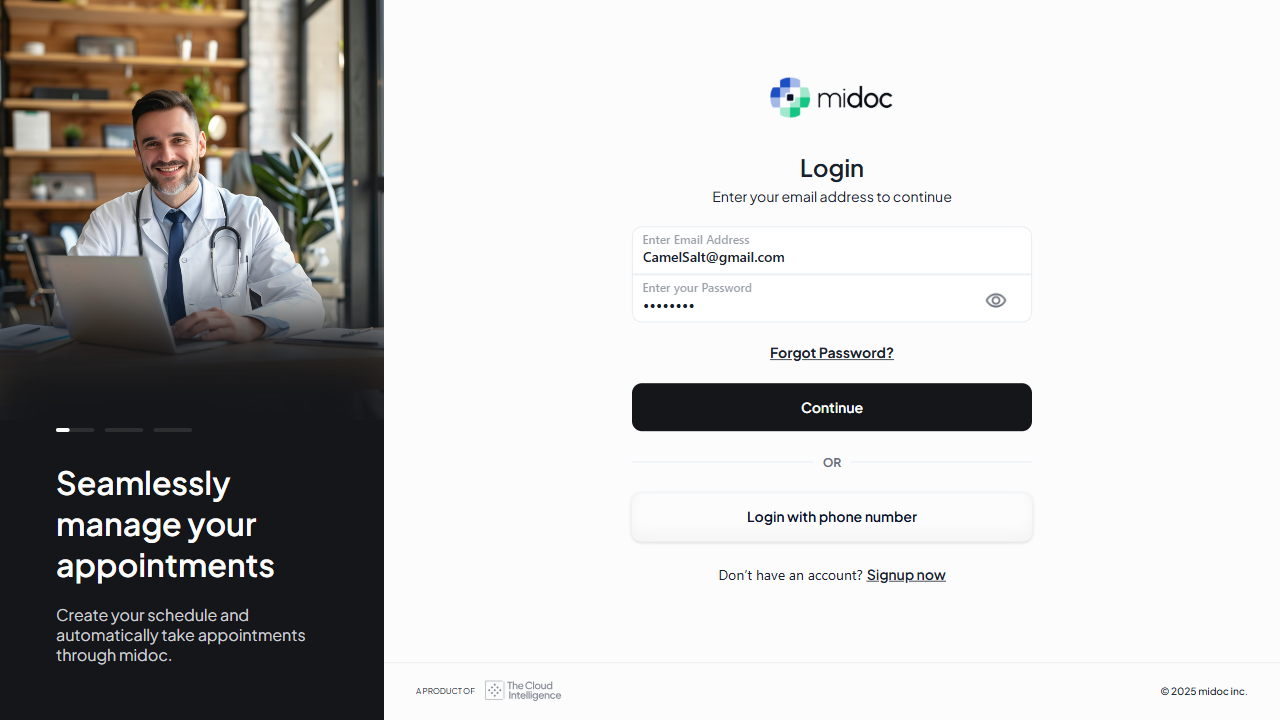 Seamlessly
manage your
appointments
Create your schedule and
automatically take appointments
through midoc.
midoc
Login
Enter your email address to continue
Enter Email Address
CamelSalt@gmail.com
Enter your Password
••••••••
Forgot Password?
Continue
OR
Login with phone number
Don't have an account? Signup now
A PRODUCT OF The Cloud
Intelligence
© 2025 midoc inc.